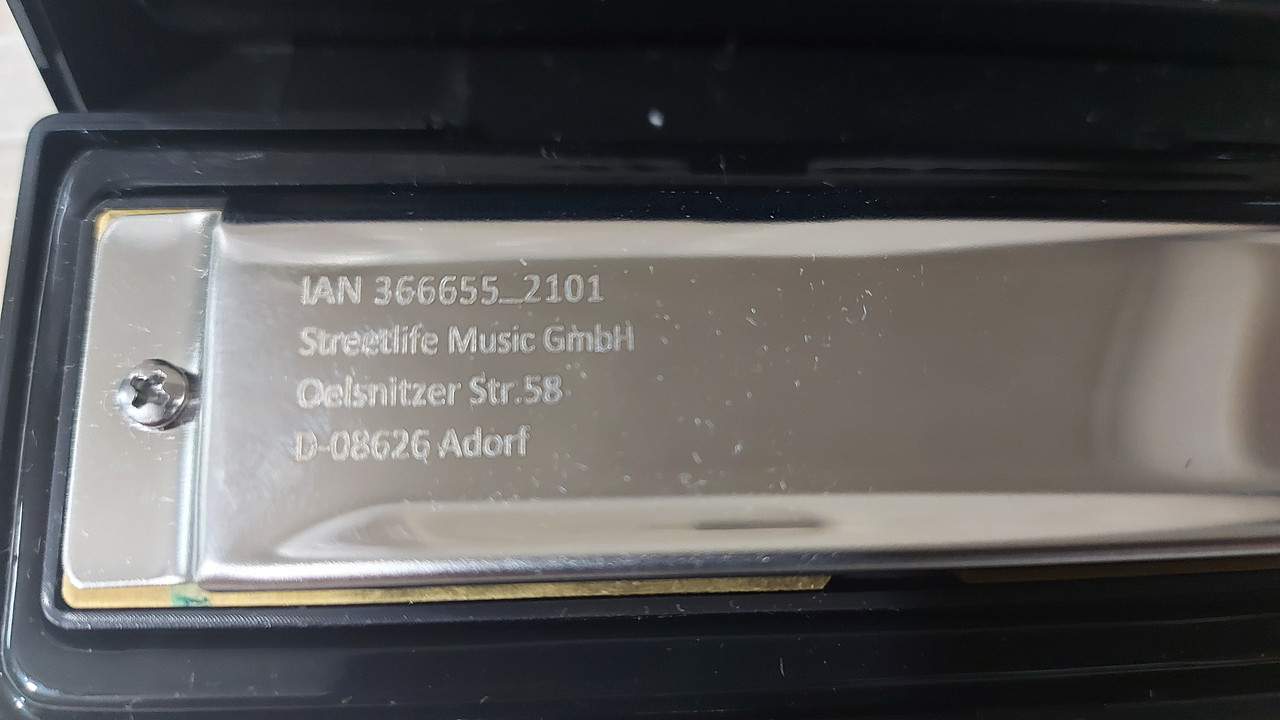 IAN 366655_2101
Streetlife Music GmbH
Oelsnitzer Str.58
D-08626 Adorf